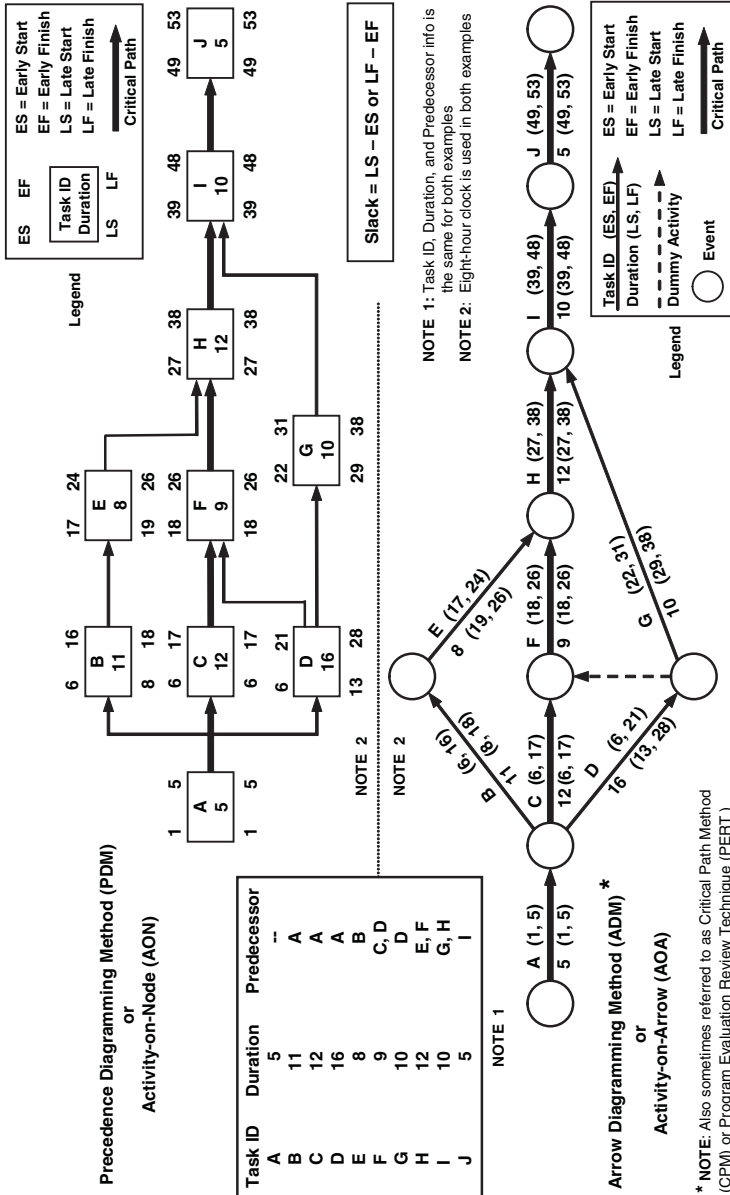 Precedence Diagramming Method (PDM)
or
Activity-on-Node (AON)
Legend
ES EF
Task ID
Duration
LS LF
ES = Early Start
EF = Early Finish
LS = Late Start
LF = Late Finish
Critical Path
1 5
A
5
1 5
6 16
B
11
8 18
6 17
C
12
6 17
6 21
D
16
13 28
17 24
E
8
19 26
18 26
F
9
18 26
22 31
G
10
29 38
27 38
H
12
27 38
39 48
I
10
39 48
49 53
J
5
49 53
NOTE 2
Task ID Duration Predecessor
A 5 --
B 11 A
C 12 A
D 16 A
E 8 B
F 9 C, D
G 10 D
H 12 E, F
I 10 G, H
J 5 I
NOTE 1
Slack = LS – ES or LF – EF
NOTE 1: Task ID, Duration, and Predecessor info is
the same for both examples
NOTE 2: Eight-hour clock is used in both examples
NOTE 2
A (1, 5)
5 (1, 5)
B (6, 16)
11 (8, 18)
C (6, 17)
12 (6, 17)
D (6, 21)
16 (13, 28)
E (17, 24)
8 (19, 26)
F (18, 26)
9 (18, 26)
G (22, 31)
10 (29, 38)
H (27, 38)
12 (27, 38)
I (39, 48)
10 (39, 48)
J (49, 53)
5 (49, 53)
Arrow Diagramming Method (ADM) *
or
Activity-on-Arrow (AOA)
Legend
Task ID (ES, EF)
Duration (LS, LF)
Dummy Activity
Event
ES = Early Start
EF = Early Finish
LS = Late Start
LF = Late Finish
Critical Path
* NOTE: Also sometimes referred to as Critical Path Method
(CPM) or Program Evaluation Review Technique (PERT )